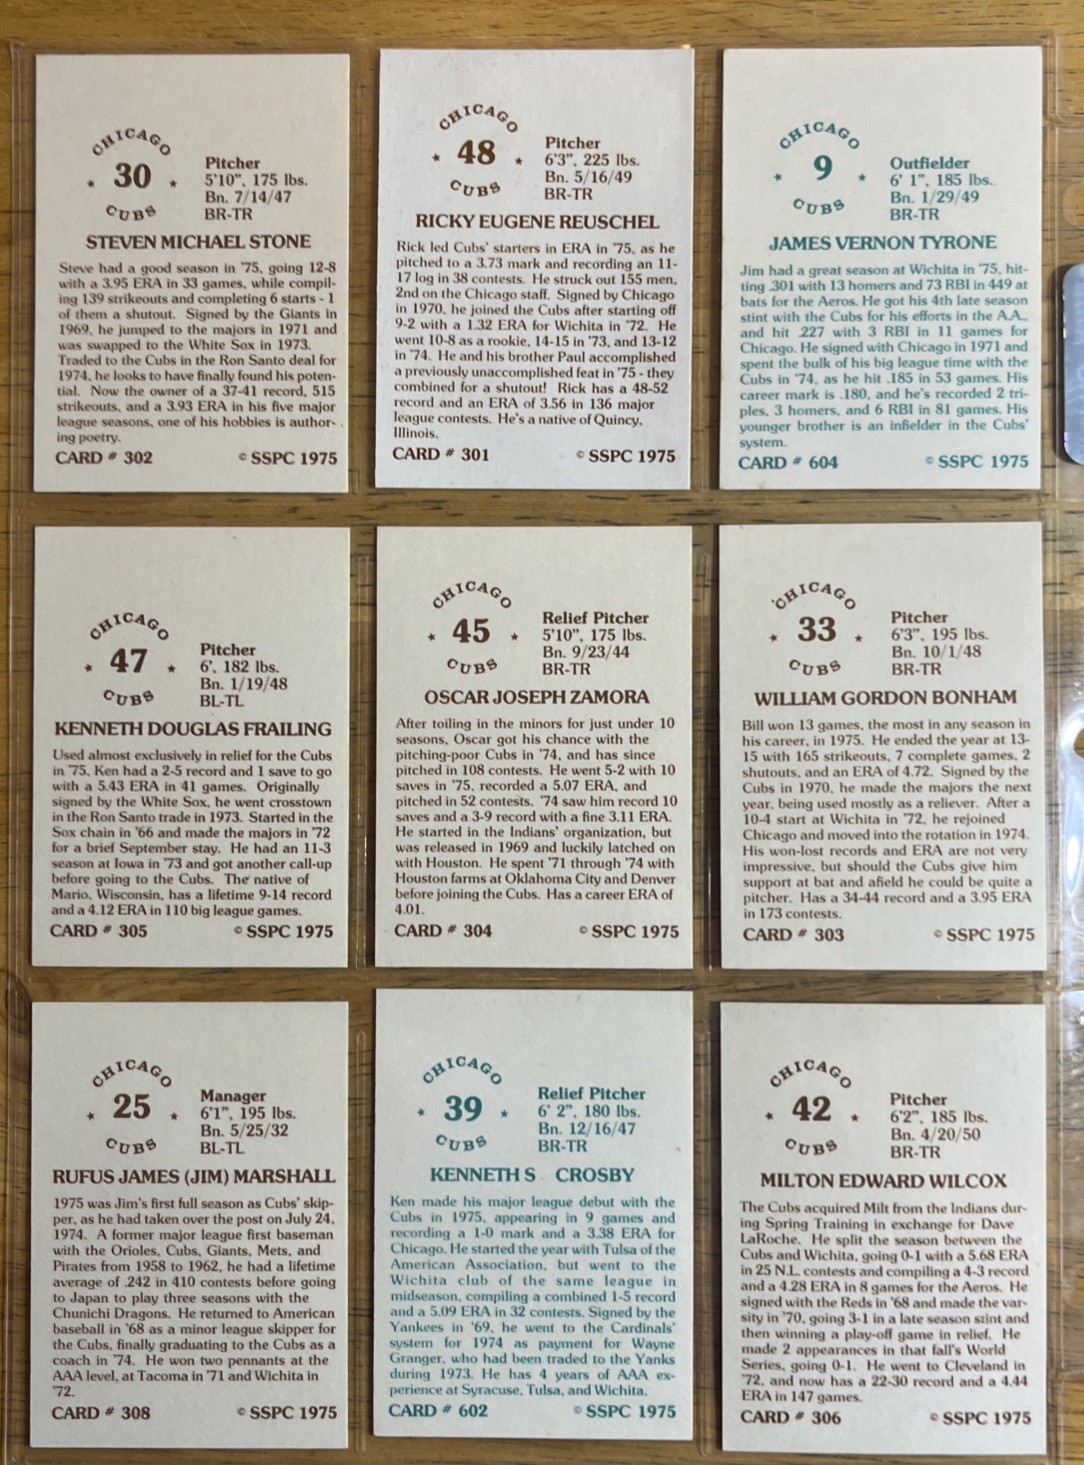 CHICAGO
30
CUBS
Pitcher
5'10", 175 lbs.
Bn. 7/14/47
BR-TR
STEVEN MICHAEL STONE
Steve had a good season in '75, going 12-8
with a 3.95 ERA in 33 games, while compil-
ing 139 strikeouts and completing 6 starts - 1
of them a shutout. Signed by the Giants in
1969, he jumped to the majors in 1971 and
was swapped to the White Sox in 1973.
Traded to the Cubs in the Ron Santo deal for
1974, he looks to have finally found his poten-
tial. Now the owner of a 37-41 record, 515
strikeouts, and a 3.93 ERA in his five major
league seasons, one of his hobbies is author-
ing poetry.
CARD # 302 © SSPC 1975
CHICAGO
48
CUBS
Pitcher
6'3", 225 lbs.
Bn. 5/16/49
BR-TR
RICKY EUGENE REUSCHEL
Rick led Cubs' starters in ERA in '75, as he
pitched to a 3.73 mark and recording an 11-
17 log in 38 contests. He struck out 155 men,
2nd on the Chicago staff. Signed by Chicago
in 1970, he joined the Cubs after starting off
9-2 with a 1.32 ERA for Wichita in '72. He
went 10-8 as a rookie, 14-15 in '73, and 13-12
in '74. He and his brother Paul accomplished
a previously unaccomplished feat in '75 - they
combined for a shutout! Rick has a 48-52
record and an ERA of 3.56 in 136 major
league contests. He's a native of Quincy,
Illinois.
CARD # 301 © SSPC 1975
CHICAGO
9
CUBS
Outfielder
6' 1", 185 lbs.
Bn. 1/29/49
BR-TR
JAMES VERNON TYRONE
Jim had a great season at Wichita in '75, hit-
ting .301 with 13 homers and 73 RBI in 449 at
bats for the Aeros. He got his 4th late season
stint with the Cubs for his efforts in the A.A.,
and hit .227 with 3 RBI in 11 games for
Chicago. He signed with Chicago in 1971 and
spent the bulk of his big league time with the
Cubs in '74, as he hit .185 in 53 games. His
career mark is .180, and he's recorded 2 tri-
ples, 3 homers, and 6 RBI in 81 games. His
younger brother is an infielder in the Cubs'
system.
CARD # 604 © SSPC 1975
CHICAGO
47
CUBS
Pitcher
6', 182 lbs.
Bn. 1/19/48
BL-TL
KENNETH DOUGLAS FRAILING
Used almost exclusively in relief for the Cubs
in '75, Ken had a 2-5 record and 1 save to go
with a 5.43 ERA in 41 games. Originally
signed by the White Sox, he went crosstown
in the Ron Santo trade in 1973. Started in the
Sox chain in '66 and made the majors in '72
for a brief September stay. He had an 11-3
season at Iowa in '73 and got another call-up
before going to the Cubs. The native of
Mario, Wisconsin, has a lifetime 9-14 record
and a 4.12 ERA in 110 big league games.
CARD # 305 © SSPC 1975
CHICAGO
45
CUBS
Relief Pitcher
5'10", 175 lbs.
Bn. 9/23/44
BR-TR
OSCAR JOSEPH ZAMORA
After toiling in the minors for just under 10
seasons, Oscar got his chance with the
pitching-poor Cubs in '74, and has since
pitched in 108 contests. He went 5-2 with 10
saves in '75, recorded a 5.07 ERA, and
pitched in 52 contests. '74 saw him record 10
saves and a 3-9 record with a fine 3.11 ERA.
He started in the Indians' organization, but
was released in 1969 and luckily latched on
with Houston. He spent '71 through '74 with
Houston farms at Oklahoma City and Denver
before joining the Cubs. Has a career ERA of
4.01.
CARD # 304 © SSPC 1975
CHICAGO
33
CUBS
Pitcher
6'3", 195 lbs.
Bn. 10/1/48
BR-TR
WILLIAM GORDON BONHAM
Bill won 13 games, the most in any season in
his career, in 1975. He ended the year at 13-
15 with 165 strikeouts, 7 complete games, 2
shutouts, and an ERA of 4.72. Signed by the
Cubs in 1970, he made the majors the next
year, being used mostly as a reliever. After a
10-4 start at Wichita in '72, he rejoined
Chicago and moved into the rotation in 1974.
His won-lost records and ERA are not very
impressive, but should the Cubs give him
support at bat and afield he could be quite a
pitcher. Has a 34-44 record and a 3.95 ERA
in 173 contests.
CARD # 303 © SSPC 1975
CHICAGO
25
CUBS
Manager
6'1", 195 lbs.
Bn. 5/25/32
BL-TL
RUFUS JAMES (JIM) MARSHALL
1975 was Jim's first full season as Cubs' skip-
per, as he had taken over the post on July 24,
1974. A former major league first baseman
with the Orioles, Cubs, Giants, Mets, and
Pirates from 1958 to 1962, he had a lifetime
average of .242 in 410 contests before going
to Japan to play three seasons with the
Chunichi Dragons. He returned to American
baseball in '68 as a minor league skipper for
the Cubs, finally graduating to the Cubs as a
coach in '74. He won two pennants at the
AAA level, at Tacoma in '71 and Wichita in
'72.
CARD # 308 © SSPC 1975
CHICAGO
39
CUBS
Relief Pitcher
6' 2", 180 lbs.
Bn. 12/16/47
BR-TR
KENNETH S CROSBY
Ken made his major league debut with the
Cubs in 1975, appearing in 9 games and
recording a 1-0 mark and a 3.38 ERA for
Chicago. He started the year with Tulsa of the
American Association, but went to the
Wichita club of the same league in
midseason, compiling a combined 1-5 record
and a 5.09 ERA in 32 contests. Signed by the
Yankees in '69, he went to the Cardinals'
system for 1974 as payment for Wayne
Granger, who had been traded to the Yanks
during 1973. He has 4 years of AAA ex-
perience at Syracuse, Tulsa, and Wichita.
CARD # 602 © SSPC 1975
CHICAGO
42
CUBS
Pitcher
6'2", 185 lbs.
Bn. 4/20/50
BR-TR
MILTON EDWARD WILCOX
The Cubs acquired Milt from the Indians dur-
ing Spring Training in exchange for Dave
LaRoche. He split the season between the
Cubs and Wichita, going 0-1 with a 5.68 ERA
in 25 N.L. contests and compiling a 4-3 record
and a 4.28 ERA in 8 games for the Aeros. He
signed with the Reds in '68 and made the var-
sity in '70, going 3-1 in a late season stint and
then winning a play-off game in relief. He
made 2 appearances in that fall's World
Series, going 0-1. He went to Cleveland in
'72, and now has a 22-30 record and a 4.44
ERA in 147 games.
CARD # 306 © SSPC 1975